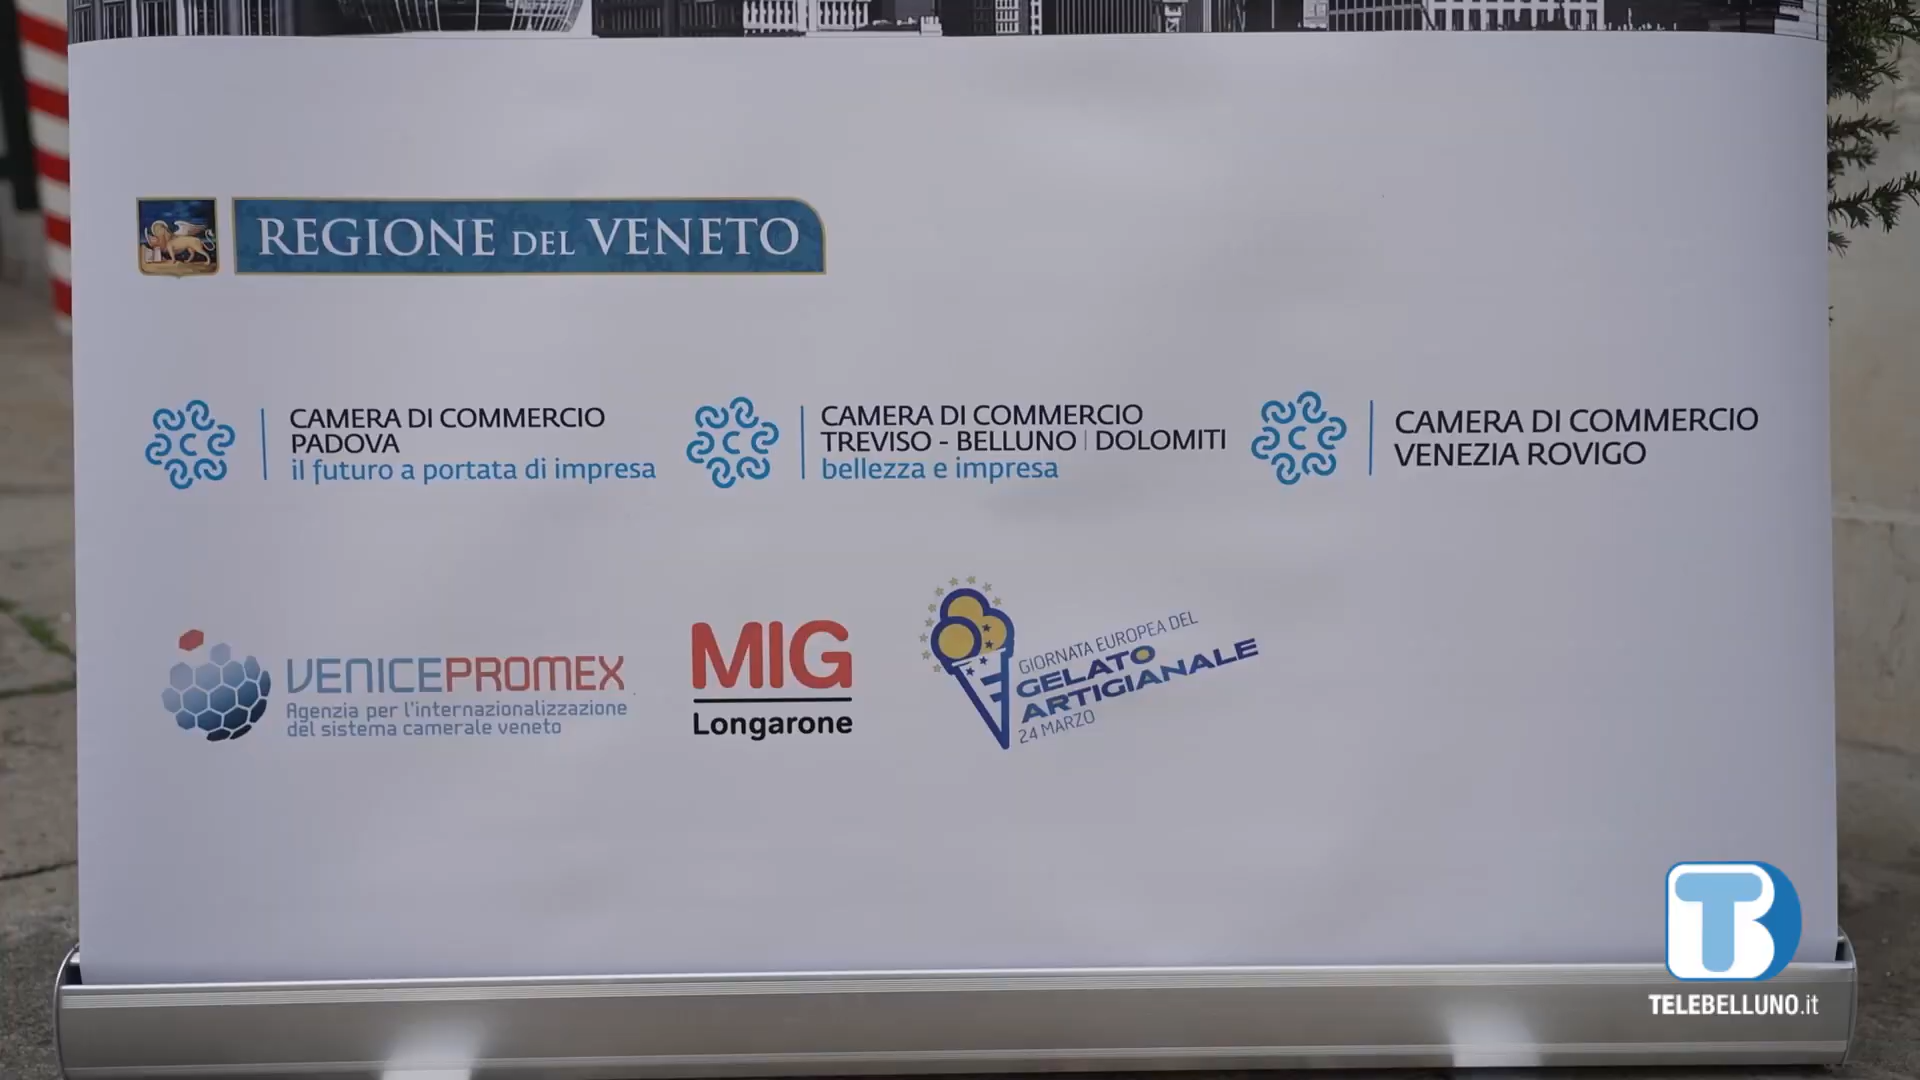 REGIONE DEL VENETO
CAMERA DI COMMERCIO
PADOVA
il futuro a portata di impresa
CAMERA DI COMMERCIO
TREVISO - BELLUNO | DOLOMITI
bellezza e impresa
CAMERA DI COMMERCIO
VENEZIA ROVIGO
VENICEPROMEX
Agenzia per l'internazionalizzazione
del sistema camerale veneto
MIG
Longarone
GIORNATA EUROPEA DEL
GELATO
ARTIGIANALE
24 MARZO
TB
TELEBELLUNO.it